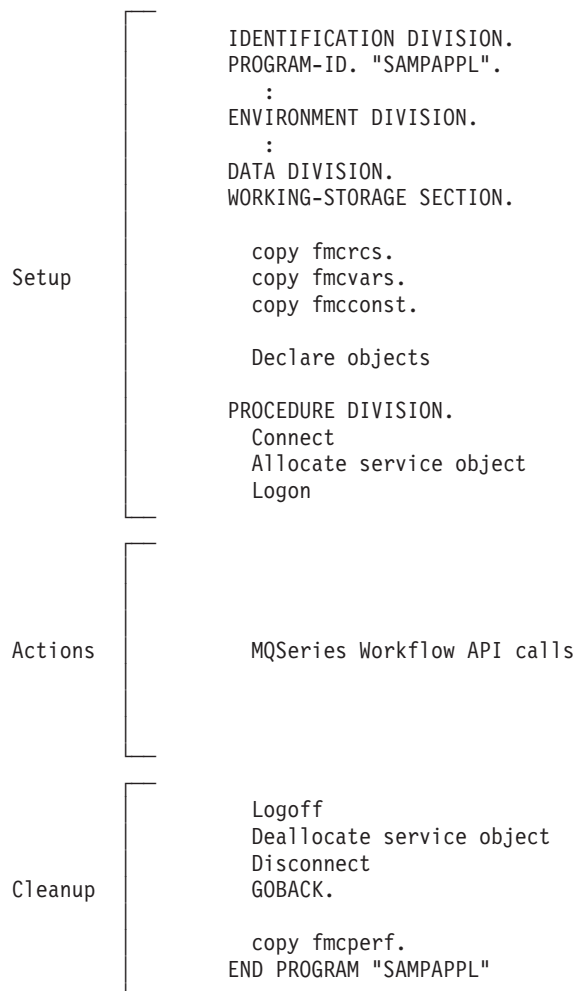 IDENTIFICATION DIVISION.
PROGRAM-ID. "SAMPAPPL".
:
ENVIRONMENT DIVISION.
:
DATA DIVISION.
WORKING-STORAGE SECTION.
copy fmcrcs.
Setup copy fmcvars.
copy fmcconst.
Declare objects
PROCEDURE DIVISION.
Connect
Allocate service object
Logon
Actions MQSeries Workflow API calls
Logoff
Deallocate service object
Disconnect
Cleanup GOBACK.
copy fmcperf.
END PROGRAM "SAMPAPPL"